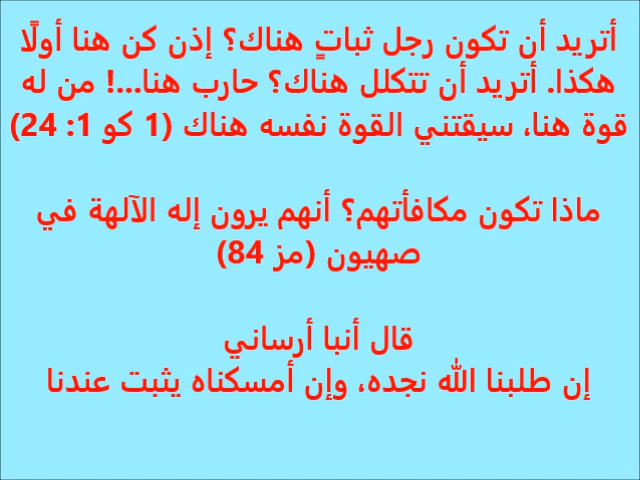 أتريد أن تكون رجل ثباتٍ هناك؟ إذن كن هنا أولًا
هكذا. أتريد أن تتكلل هناك؟ حارب هنا...! من له
قوة هنا، سيقتني القوة نفسه هناك (1 كو 1: 24)
ماذا تكون مكافأتهم؟ أنهم يرون إله الآلهة في
صهيون (مز 84)
قال أنبا أرساني
إن طلبنا الله نجده، وإن أمسكناه يثبت عندنا